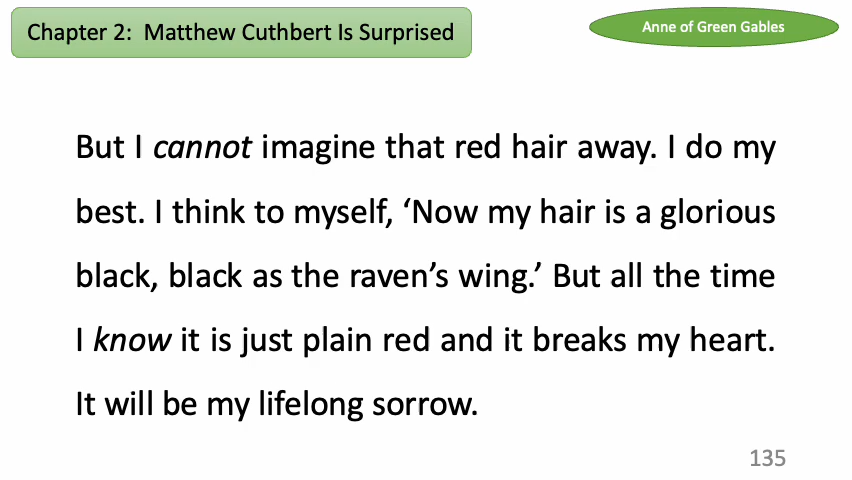 Chapter 2: Matthew Cuthbert Is Surprised
Anne of Green Gables
But I cannot imagine that red hair away. I do my
best. I think to myself, ‘Now my hair is a glorious
black, black as the raven’s wing.’ But all the time
I know it is just plain red and it breaks my heart.
It will be my lifelong sorrow.
135